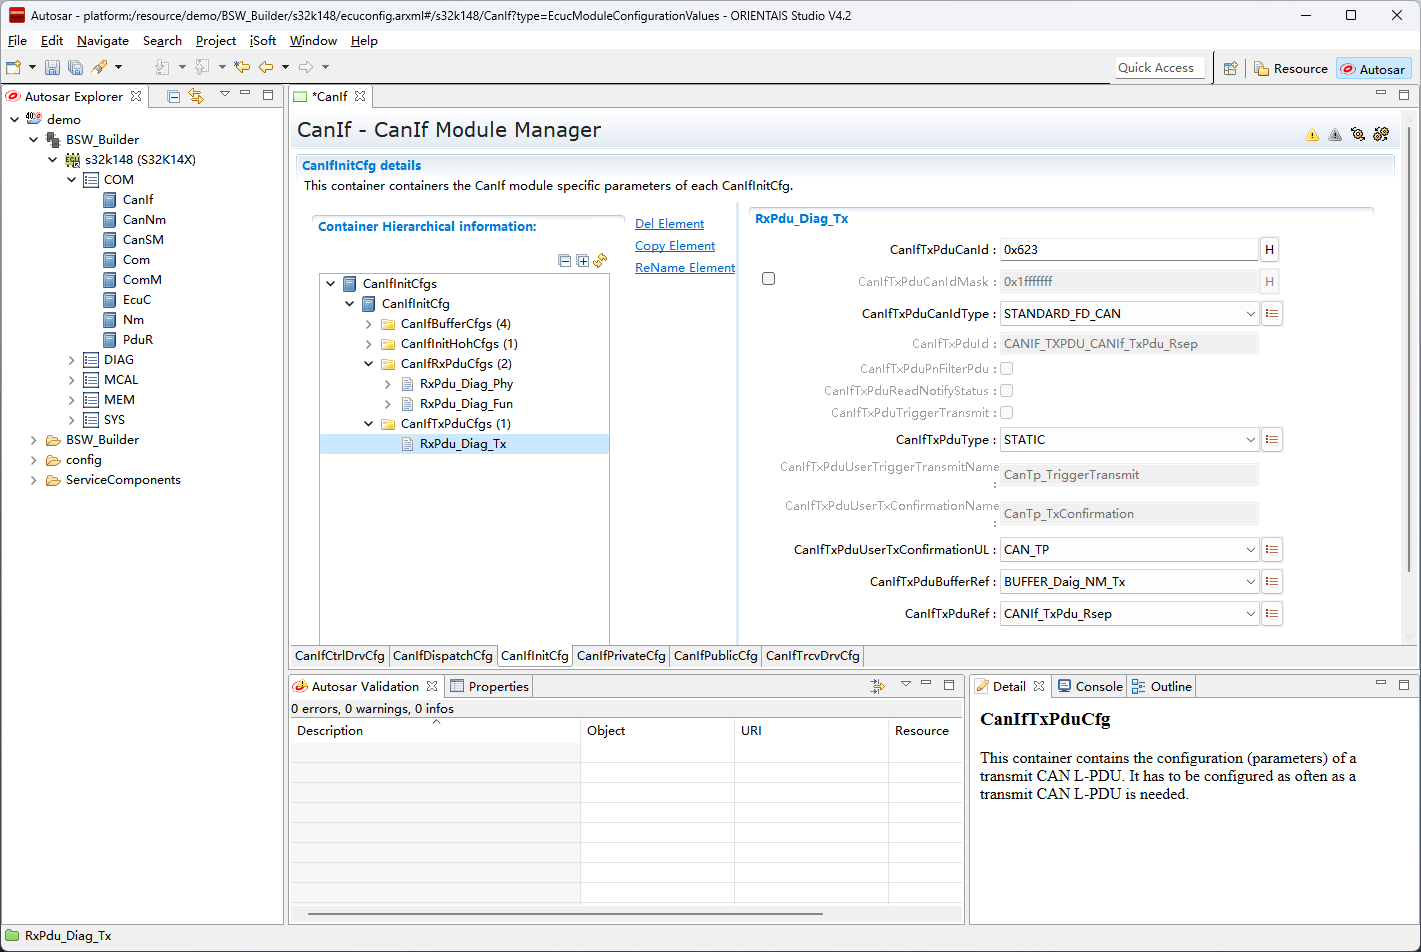 Autosar - platform:/resource/demo/BSW_Builder/s32k148/ecuconfig.arxml#/s32k148/CanIf?type=EcucModuleConfigurationValues - ORIENTAIS Studio V4.2
File Edit Navigate Search Project iSoft Window Help
Quick Access Resource Autosar
Autosar Explorer
demo
BSW_Builder
s32k148 (S32K14X)
COM
CanIf
CanNm
CanSM
Com
ComM
EcuC
Nm
PduR
DIAG
MCAL
MEM
SYS
BSW_Builder
config
ServiceComponents
*CanIf
CanIf - CanIf Module Manager
CanIfInitCfg details
This container containers the CanIf module specific parameters of each CanIfInitCfg.
Container Hierarchical information:
CanIfInitCfgs
CanIfInitCfg
CanIfBufferCfgs (4)
CanIfInitHohCfgs (1)
CanIfRxPduCfgs (2)
RxPdu_Diag_Phy
RxPdu_Diag_Fun
CanIfTxPduCfgs (1)
RxPdu_Diag_Tx
Del Element
Copy Element
ReName Element
RxPdu_Diag_Tx
CanIfTxPduCanId : 0x623 H
CanIfTxPduCanIdMask : 0x1fffffff H
CanIfTxPduCanIdType : STANDARD_FD_CAN
CanIfTxPduId : CANIF_TXPDU_CANIf_TxPdu_Rsep
CanIfTxPduPnFilterPdu :
CanIfTxPduReadNotifyStatus :
CanIfTxPduTriggerTransmit :
CanIfTxPduType : STATIC
CanIfTxPduUserTriggerTransmitName : CanTp_TriggerTransmit
CanIfTxPduUserTxConfirmationName : CanTp_TxConfirmation
CanIfTxPduUserTxConfirmationUL : CAN_TP
CanIfTxPduBufferRef : BUFFER_Daig_NM_Tx
CanIfTxPduRef : CANIf_TxPdu_Rsep
CanIfCtrlDrvCfg CanIfDispatchCfg CanIfInitCfg CanIfPrivateCfg CanIfPublicCfg CanIfTrcvDrvCfg
Autosar Validation Properties
0 errors, 0 warnings, 0 infos
Description Object URI Resource
Detail Console Outline
CanIfTxPduCfg
This container contains the configuration (parameters) of a
transmit CAN L-PDU. It has to be configured as often as a
transmit CAN L-PDU is needed.
RxPdu_Diag_Tx